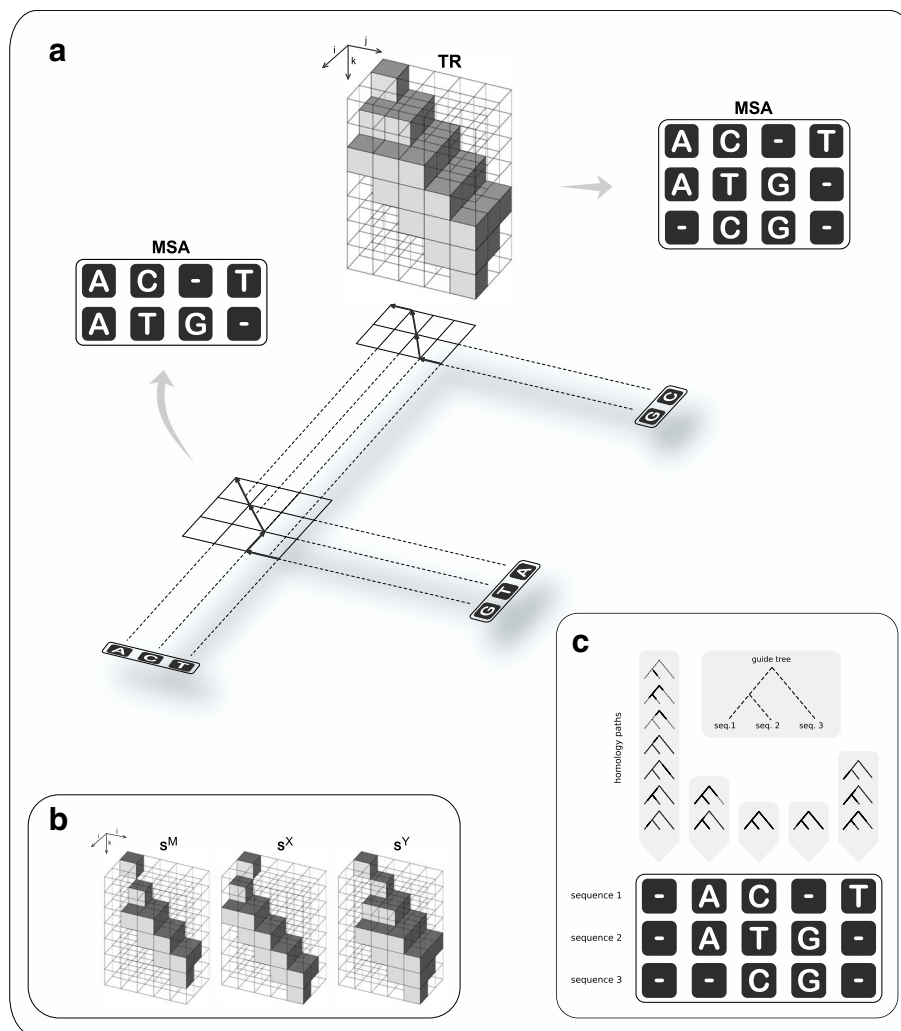 a
i j
k
TR
MSA
A C - T
A T G -
- C G -
MSA
A C - T
A T G -
G C
G T A
A C T
b
i j
k
S^M S^X S^Y
c
guide tree
seq.1 seq. 2 seq. 3
homology paths
sequence 1 - A C - T
sequence 2 - A T G -
sequence 3 - - C G -